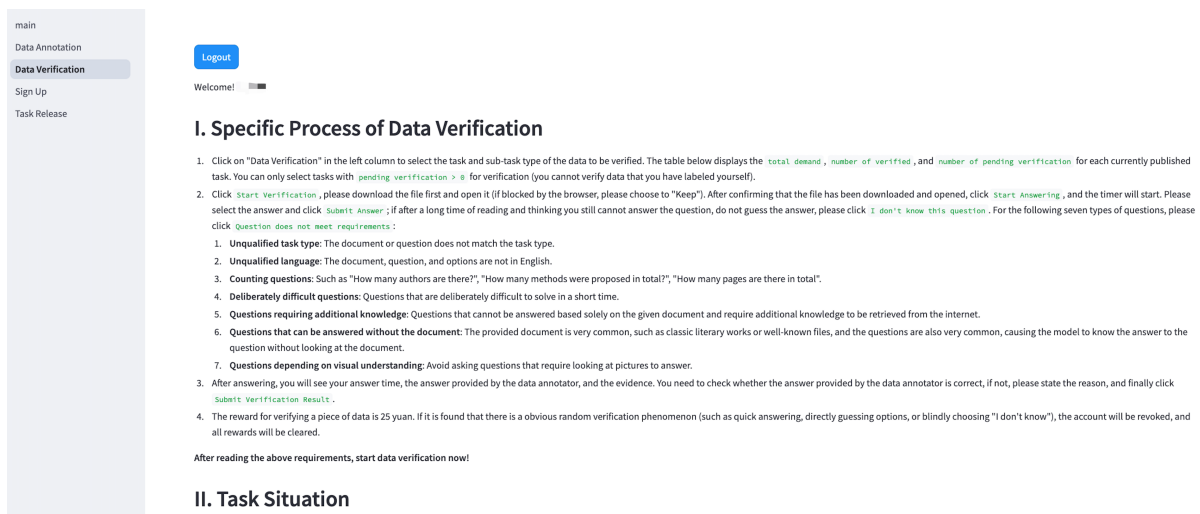 main
Data Annotation
Data Verification
Sign Up
Task Release
Logout
Welcome!
I. Specific Process of Data Verification
1. Click on "Data Verification" in the left column to select the task and sub-task type of the data to be verified. The table below displays the total demand , number of verified , and number of pending verification for each currently published
task. You can only select tasks with pending verification > 0 for verification (you cannot verify data that you have labeled yourself).
2. Click Start Verification , please download the file first and open it (if blocked by the browser, please choose to "Keep"). After confirming that the file has been downloaded and opened, click Start Answering , and the timer will start. Please
select the answer and click Submit Answer ; if after a long time of reading and thinking you still cannot answer the question, do not guess the answer, please click I don't know this question . For the following seven types of questions, please
click Question does not meet requirements :
1. Unqualified task type: The document or question does not match the task type.
2. Unqualified language: The document, question, and options are not in English.
3. Counting questions: Such as "How many authors are there?", "How many methods were proposed in total?", "How many pages are there in total".
4. Deliberately difficult questions: Questions that are deliberately difficult to solve in a short time.
5. Questions requiring additional knowledge: Questions that cannot be answered based solely on the given document and require additional knowledge to be retrieved from the internet.
6. Questions that can be answered without the document: The provided document is very common, such as classic literary works or well-known files, and the questions are also very common, causing the model to know the answer to the
question without looking at the document.
7. Questions depending on visual understanding: Avoid asking questions that require looking at pictures to answer.
3. After answering, you will see your answer time, the answer provided by the data annotator, and the evidence. You need to check whether the answer provided by the data annotator is correct, if not, please state the reason, and finally click
Submit Verification Result .
4. The reward for verifying a piece of data is 25 yuan. If it is found that there is a obvious random verification phenomenon (such as quick answering, directly guessing options, or blindly choosing "I don't know"), the account will be revoked, and
all rewards will be cleared.
After reading the above requirements, start data verification now!
II. Task Situation